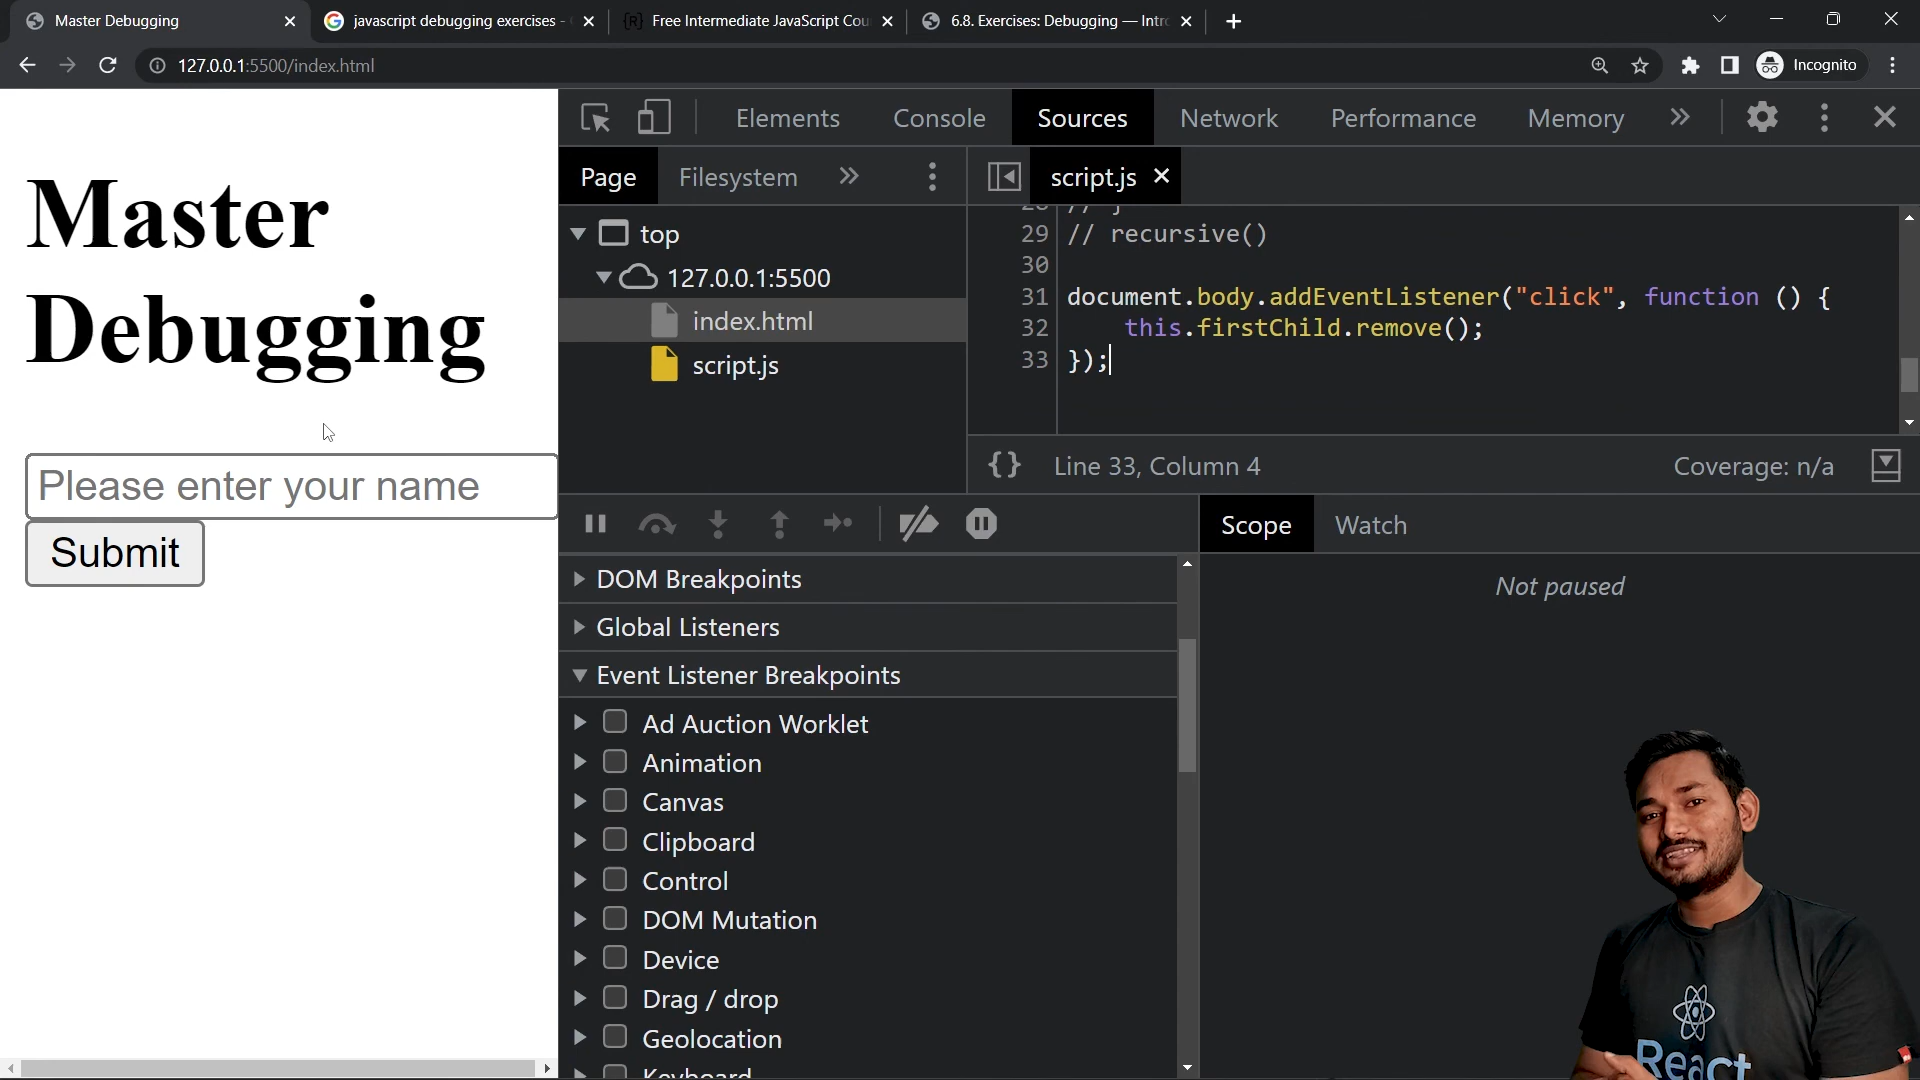 Master Debugging
javascript debugging exercises -
{R} Free Intermediate JavaScript Cou
6.8. Exercises: Debugging — Intr
127.0.0.1:5500/index.html
Incognito
Master
Debugging
Please enter your name
Submit
Elements Console Sources Network Performance Memory
Page Filesystem
script.js
top
127.0.0.1:5500
index.html
script.js
29 // recursive()
30
31 document.body.addEventListener("click", function () {
32 this.firstChild.remove();
33 });
{} Line 33, Column 4
Coverage: n/a
Scope Watch
Not paused
DOM Breakpoints
Global Listeners
Event Listener Breakpoints
Ad Auction Worklet
Animation
Canvas
Clipboard
Control
DOM Mutation
Device
Drag / drop
Geolocation
Keyboard
React